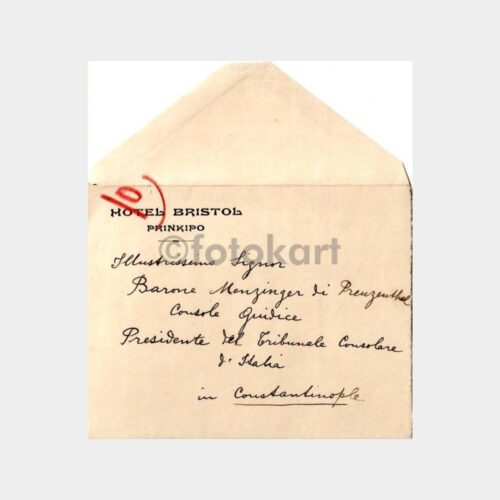 10)
HOTEL BRISTOL
PRINKIPO
©fotokart
Illustrissimo Signor
Barone Menzinger di Preuzenthal
Console Giudice
Presidente del Tribunale Consolare
d'Italia
in Constantinople